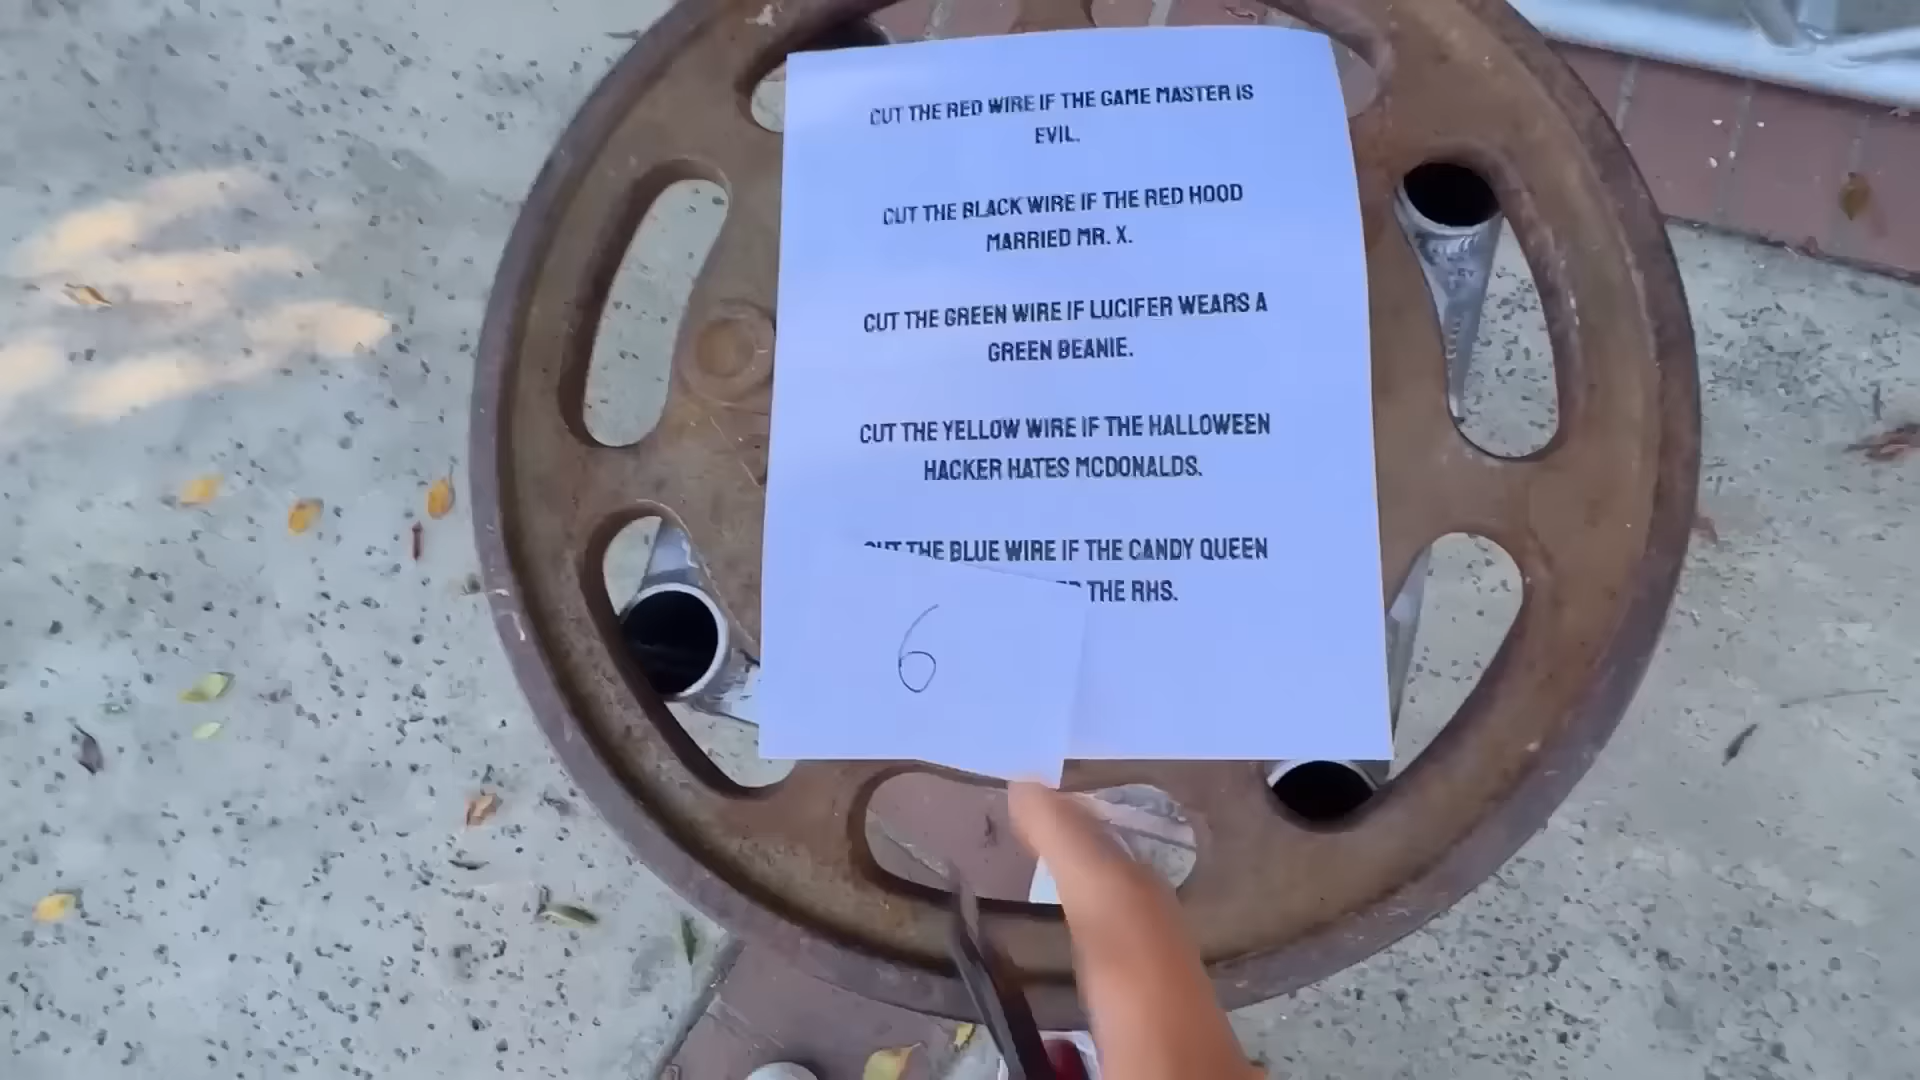 CUT THE RED WIRE IF THE GAME MASTER IS
EVIL.
CUT THE BLACK WIRE IF THE RED HOOD
MARRIED MR. X.
CUT THE GREEN WIRE IF LUCIFER WEARS A
GREEN BEANIE.
CUT THE YELLOW WIRE IF THE HALLOWEEN
HACKER HATES MCDONALDS.
CUT THE BLUE WIRE IF THE CANDY QUEEN
THE RHS.
6